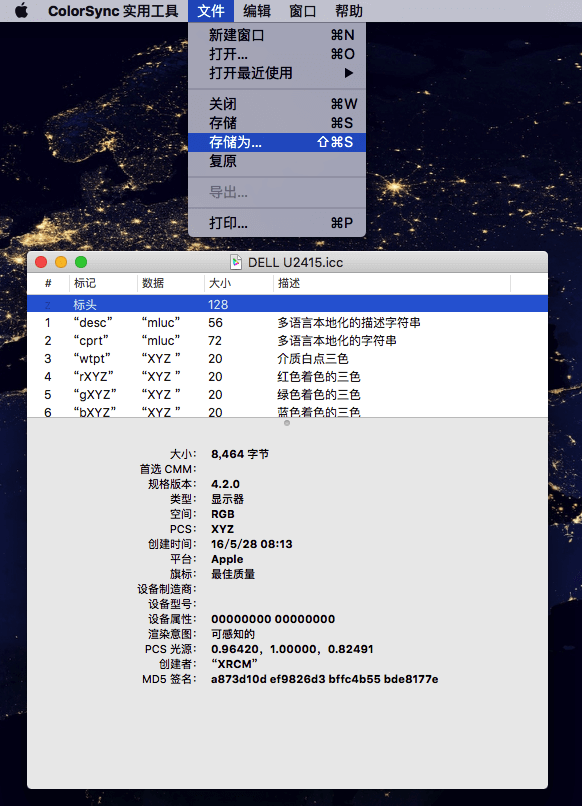 ColorSync 实用工具 文件 编辑 窗口 帮助
新建窗口 ⌘N
打开... ⌘O
打开最近使用 ▶
关闭 ⌘W
存储 ⌘S
存储为... ⇧⌘S
复原
导出...
打印... ⌘P
DELL U2415.icc
# 标记 数据 大小 描述
标头 128
1 “desc” “mluc” 56 多语言本地化的描述字符串
2 “cprt” “mluc” 72 多语言本地化的字符串
3 “wtpt” “XYZ ” 20 介质白点三色
4 “rXYZ” “XYZ ” 20 红色着色的三色
5 “gXYZ” “XYZ ” 20 绿色着色的三色
6 “bXYZ” “XYZ ” 20 蓝色着色的三色
大小: 8,464 字节
首选 CMM:
规格版本: 4.2.0
类型: 显示器
空间: RGB
PCS: XYZ
创建时间: 16/5/28 08:13
平台: Apple
旗标: 最佳质量
设备制造商:
设备型号:
设备属性: 00000000 00000000
渲染意图: 可感知的
PCS 光源: 0.96420, 1.00000, 0.82491
创建者: “XRCM”
MD5 签名: a873d10d ef9826d3 bffc4b55 bde8177e